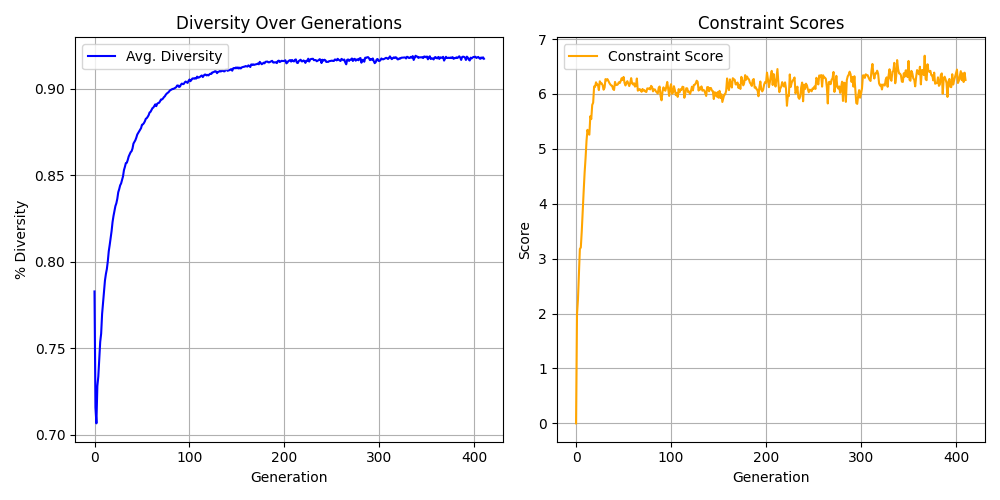 Diversity Over Generations
Avg. Diversity
% Diversity
0.90
0.85
0.80
0.75
0.70
0
100
200
300
400
Generation
Constraint Scores
Constraint Score
Score
7
6
5
4
3
2
1
0
0
100
200
300
400
Generation